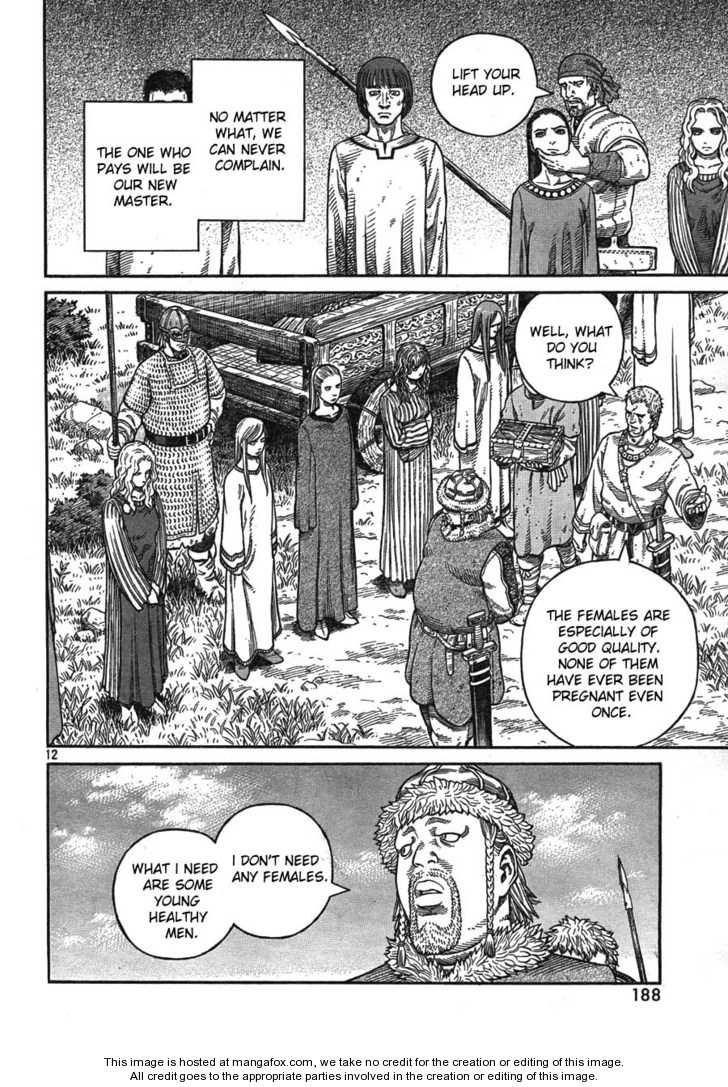 LIFT YOUR
HEAD UP.
NO MATTER
WHAT, WE
CAN NEVER
COMPLAIN.
THE ONE WHO
PAYS WILL BE
OUR NEW
MASTER.
WELL, WHAT
DO YOU
THINK?
THE FEMALES ARE
ESPECIALLY OF
GOOD QUALITY.
NONE OF THEM
HAVE EVER BEEN
PREGNANT EVEN
ONCE.
12
I DON'T NEED
ANY FEMALES.
WHAT I NEED
ARE SOME
YOUNG
HEALTHY
MEN.
188
This image is hosted at mangafox.com, we take no credit for the creation or editing of this image.
All credit goes to the appropriate parties involved in the creation or editing of this image.